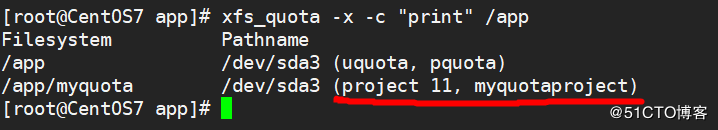 [root@CentOS7 app]# xfs_quota -x -c "print" /app
Filesystem          Pathname
/app                /dev/sda3 (uquota, pquota)
/app/myquota        /dev/sda3 (project 11, myquotaproject)
[root@CentOS7 app]#
@51CTO博客